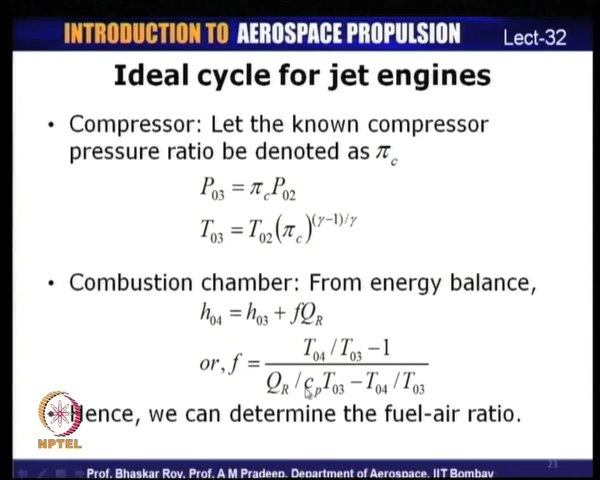 INTRODUCTION TO AEROSPACE PROPULSION Lect-32
Ideal cycle for jet engines
• Compressor: Let the known compressor
pressure ratio be denoted as π_c
P_03 = π_c P_02
T_03 = T_02 (π_c)^(γ−1)/γ
• Combustion chamber: From energy balance,
h_04 = h_03 + fQ_R
or, f = (T_04 / T_03 − 1) / (Q_R / c_p T_03 − T_04 / T_03)
Hence, we can determine the fuel-air ratio.
NPTEL
23
Prof. Bhaskar Roy, Prof. A M Pradeep, Department of Aerospace, IIT Bombay